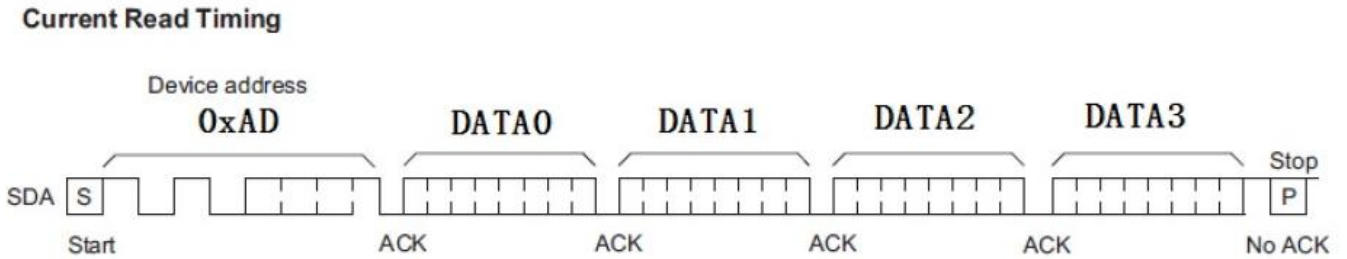 Current Read Timing
Device address
0xAD DATA0 DATA1 DATA2 DATA3
Stop
SDA S P
Start ACK ACK ACK ACK No ACK